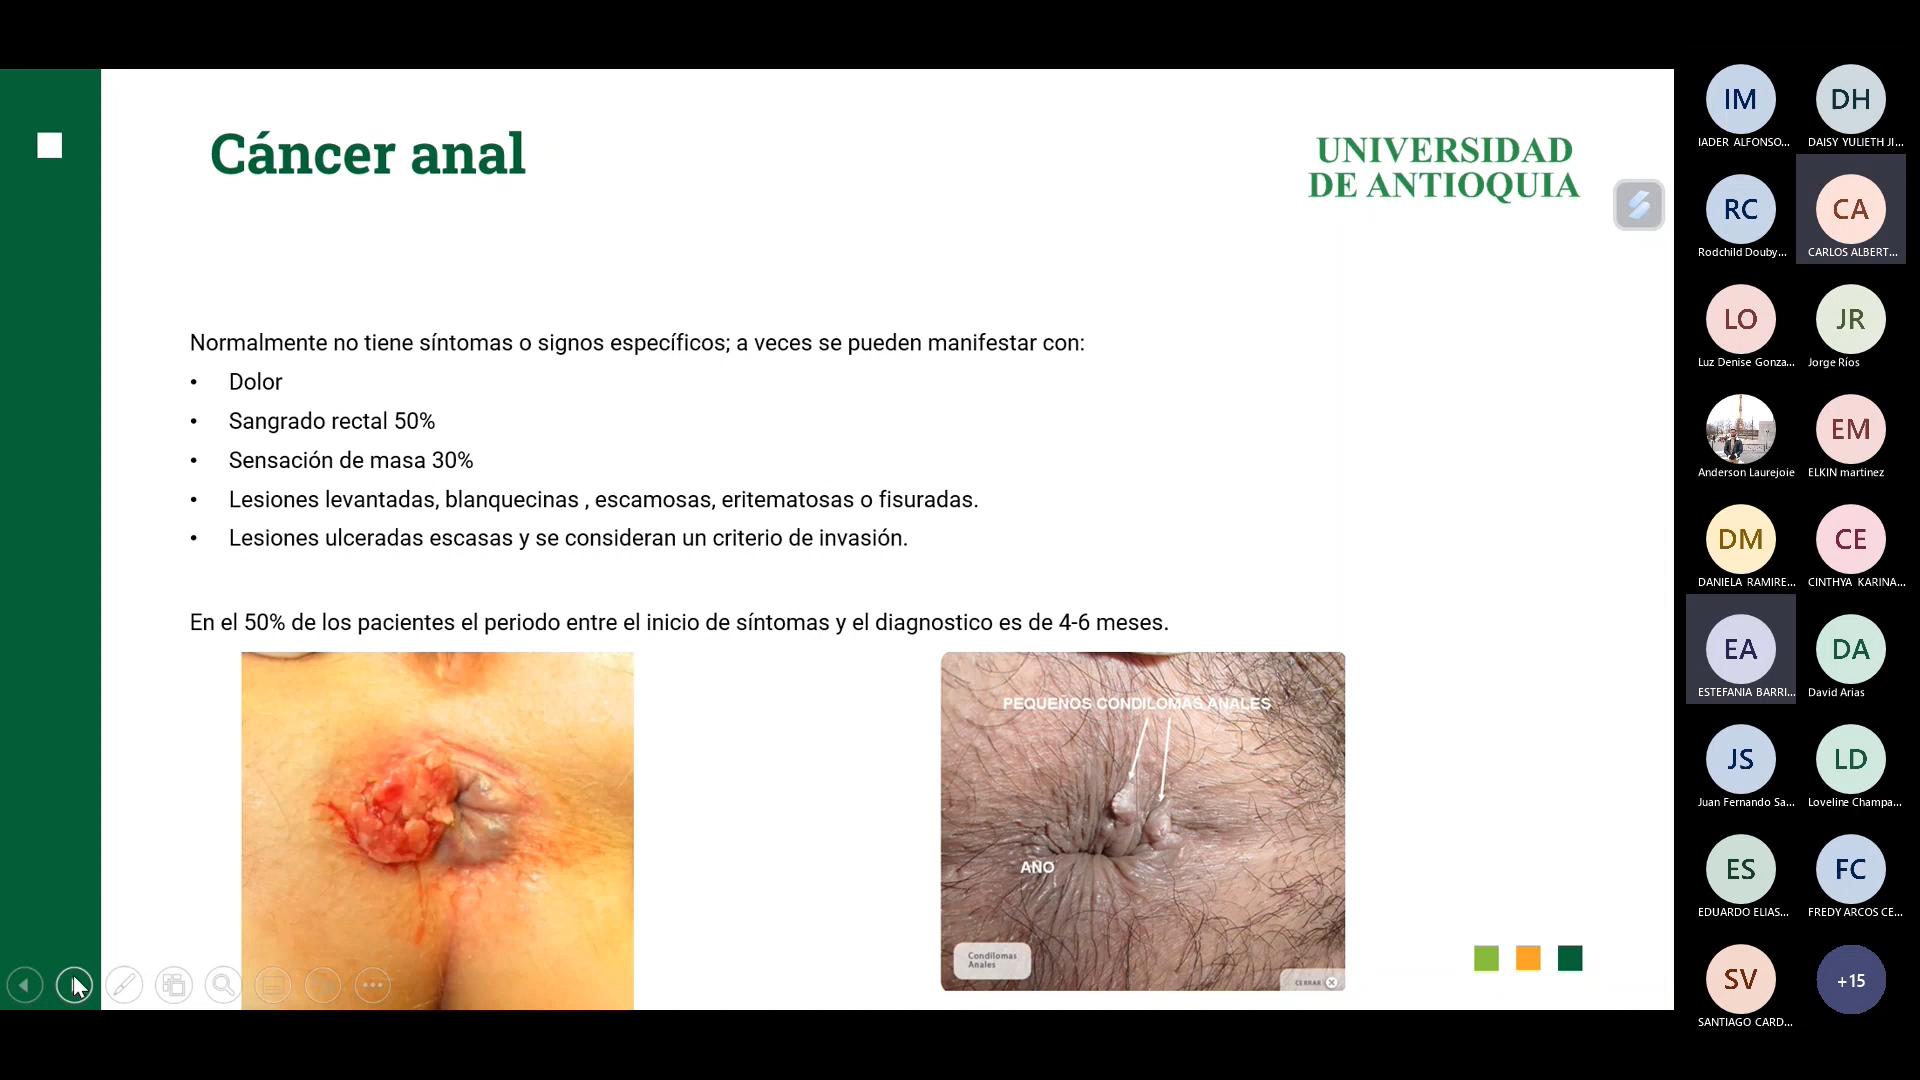 Cáncer anal
UNIVERSIDAD
DE ANTIOQUIA
Normalmente no tiene síntomas o signos específicos; a veces se pueden manifestar con:
• Dolor
• Sangrado rectal 50%
• Sensación de masa 30%
• Lesiones levantadas, blanquecinas , escamosas, eritematosas o fisuradas.
• Lesiones ulceradas escasas y se consideran un criterio de invasión.
En el 50% de los pacientes el periodo entre el inicio de síntomas y el diagnostico es de 4-6 meses.
PEQUEÑOS CONDILOMAS ANALES
AÑO
Condilomas
Anales
CERRAR
IM
IADER ALFONSO...
DH
DAISY YULIETH JI...
RC
Rodchild Douby...
CA
CARLOS ALBERT...
LO
Luz Denise Gonza...
JR
Jorge Ríos
Anderson Laurejoie
EM
ELKIN martinez
DM
DANIELA RAMIRE...
CE
CINTHYA KARINA...
EA
ESTEFANIA BARRI...
DA
David Arias
JS
Juan Fernando Sa...
LD
Loveline Champa...
ES
EDUARDO ELIAS...
FC
FREDY ARCOS CE...
SV
SANTIAGO CARD...
+15